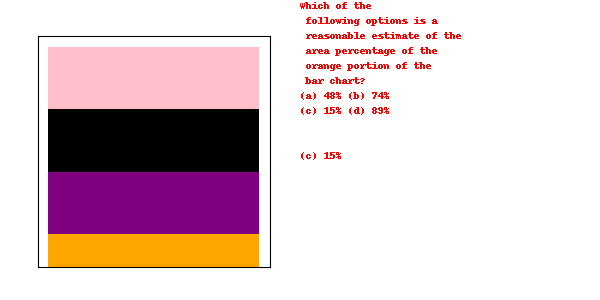 Which of the
following options is a
reasonable estimate of the
area percentage of the
orange portion of the
bar chart?
(a) 48% (b) 74%
(c) 15% (d) 89%
(c) 15%